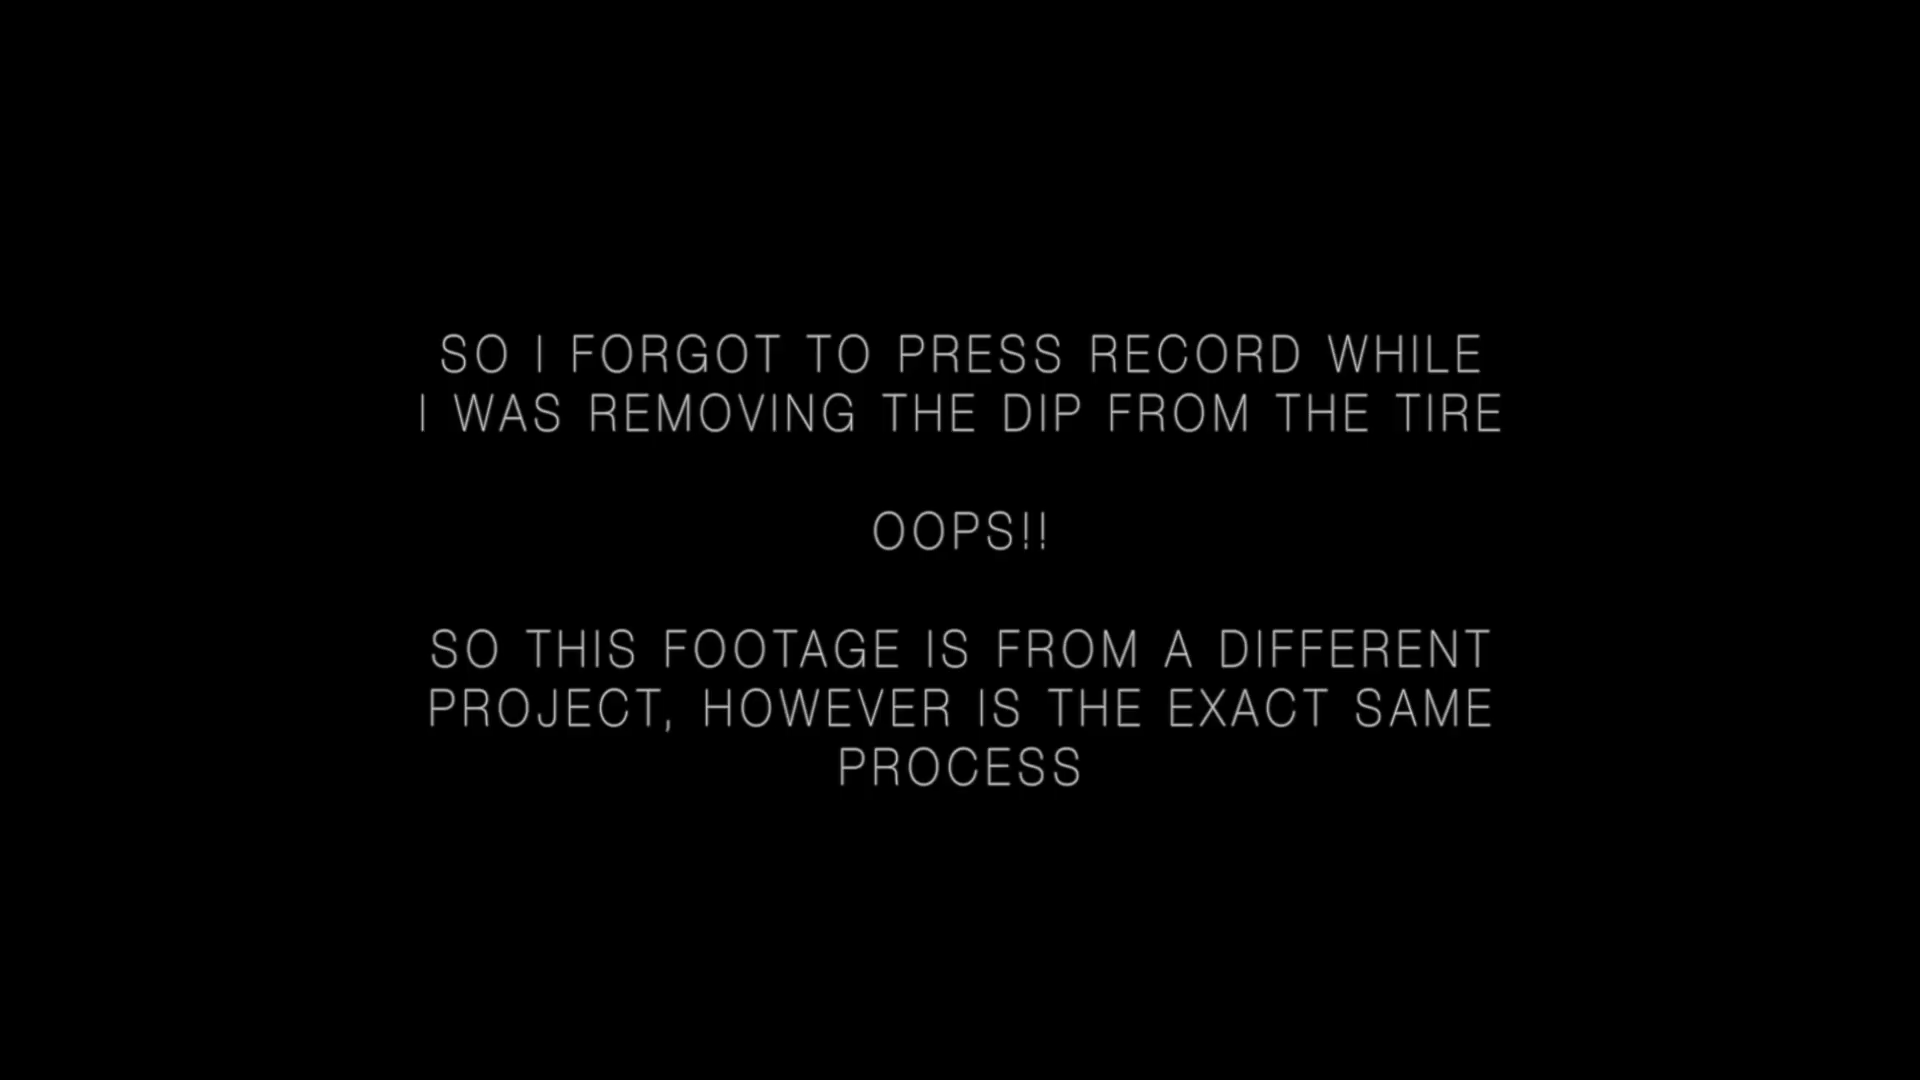 SO I FORGOT TO PRESS RECORD WHILE
I WAS REMOVING THE DIP FROM THE TIRE
OOPS!!
SO THIS FOOTAGE IS FROM A DIFFERENT
PROJECT, HOWEVER IS THE EXACT SAME
PROCESS